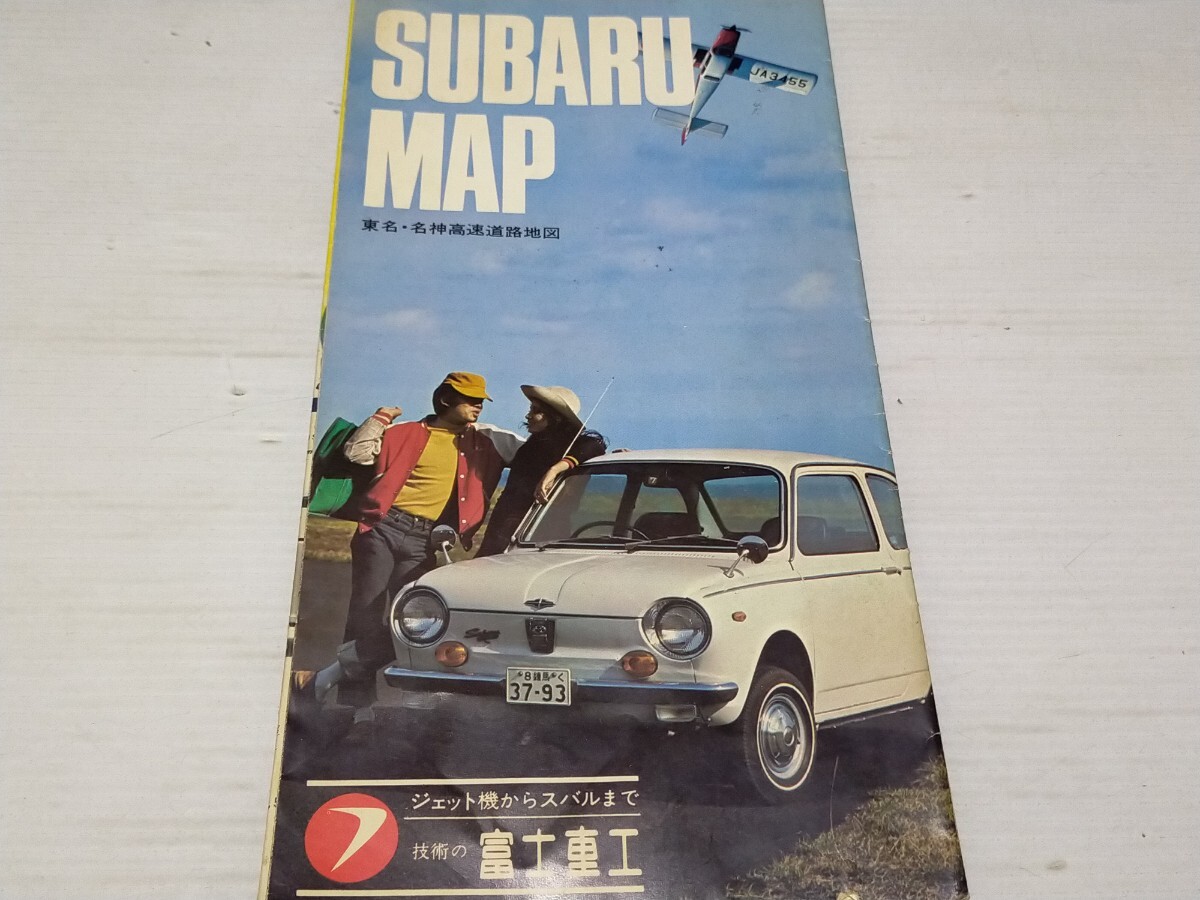 SUBARU
MAP
JA3455
東名・名神高速道路地図
37-93
ジェット機からスバルまで
技術の 富士重工